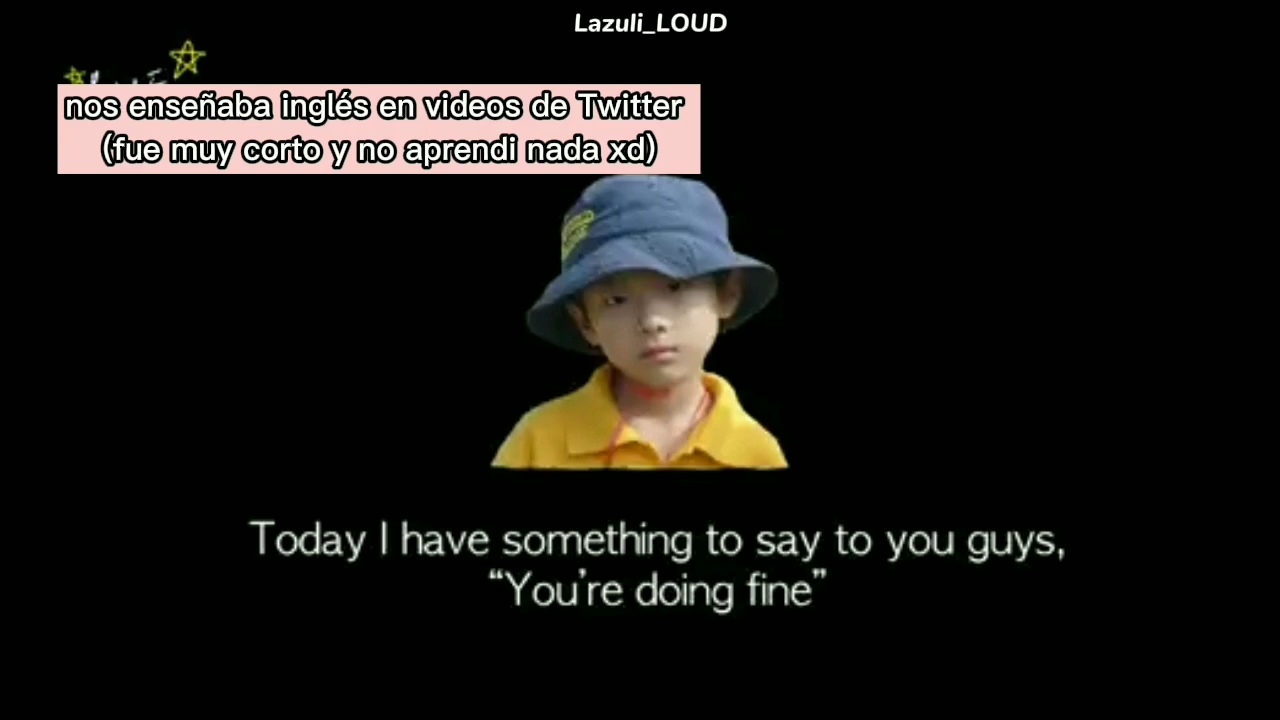 Lazuli_LOUD
nos enseñaba inglés en videos de Twitter
(fue muy corto y no aprendi nada xd)
Today I have something to say to you guys,
“You're doing fine”